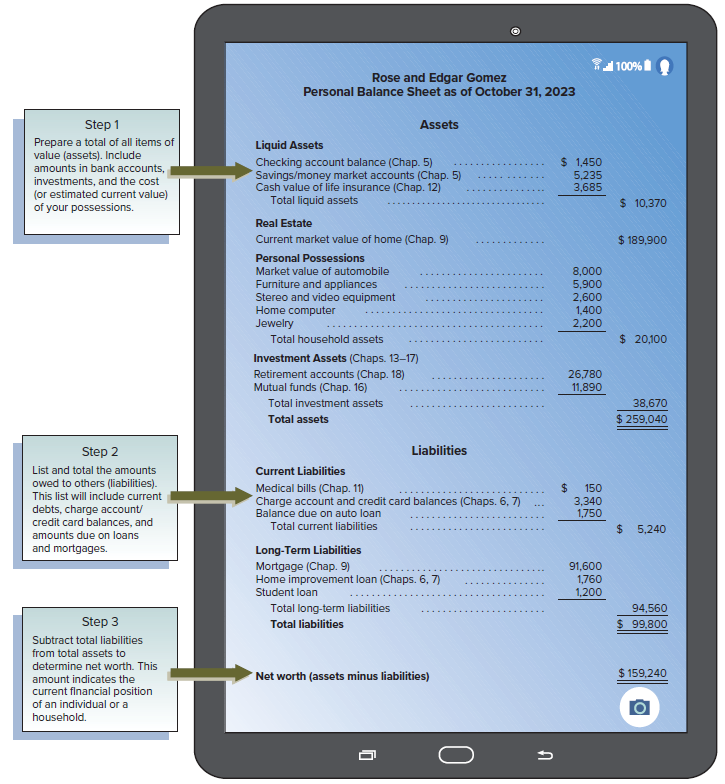 100%
Rose and Edgar Gomez
Personal Balance Sheet as of October 31, 2023
Assets
Step 1
Prepare a total of all items of
value (assets). Include
amounts in bank accounts,
investments, and the cost
(or estimated current value)
of your possessions.
Liquid Assets
Checking account balance (Chap. 5) ................ $ 1,450
Savings/money market accounts (Chap. 5) ........... 5,235
Cash value of life insurance (Chap. 12) .............. 3,685
Total liquid assets ................................ $ 10,370
Real Estate
Current market value of home (Chap. 9) ............. $ 189,900
Personal Possessions
Market value of automobile ......................... 8,000
Furniture and appliances ............................ 5,900
Stereo and video equipment ........................ 2,600
Home computer .................................... 1,400
Jewelry ............................................ 2,200
Total household assets ........................... $ 20,100
Investment Assets (Chaps. 13–17)
Retirement accounts (Chap. 18) ....................... 26,780
Mutual funds (Chap. 16) ............................. 11,890
Total investment assets ........................... 38,670
Total assets $ 259,040
Liabilities
Step 2
List and total the amounts
owed to others (liabilities).
This list will include current
debts, charge account/
credit card balances, and
amounts due on loans
and mortgages.
Current Liabilities
Medical bills (Chap. 11) ............................. $ 150
Charge account and credit card balances (Chaps. 6, 7) ... 3,340
Balance due on auto loan ........................... 1,750
Total current liabilities ........................... $ 5,240
Long-Term Liabilities
Mortgage (Chap. 9) ................................. 91,600
Home improvement loan (Chaps. 6, 7) ................ 1,760
Student loan ....................................... 1,200
Total long-term liabilities ......................... 94,560
Total liabilities $ 99,800
Step 3
Subtract total liabilities
from total assets to
determine net worth. This
amount indicates the
current financial position
of an individual or a
household.
Net worth (assets minus liabilities) $ 159,240